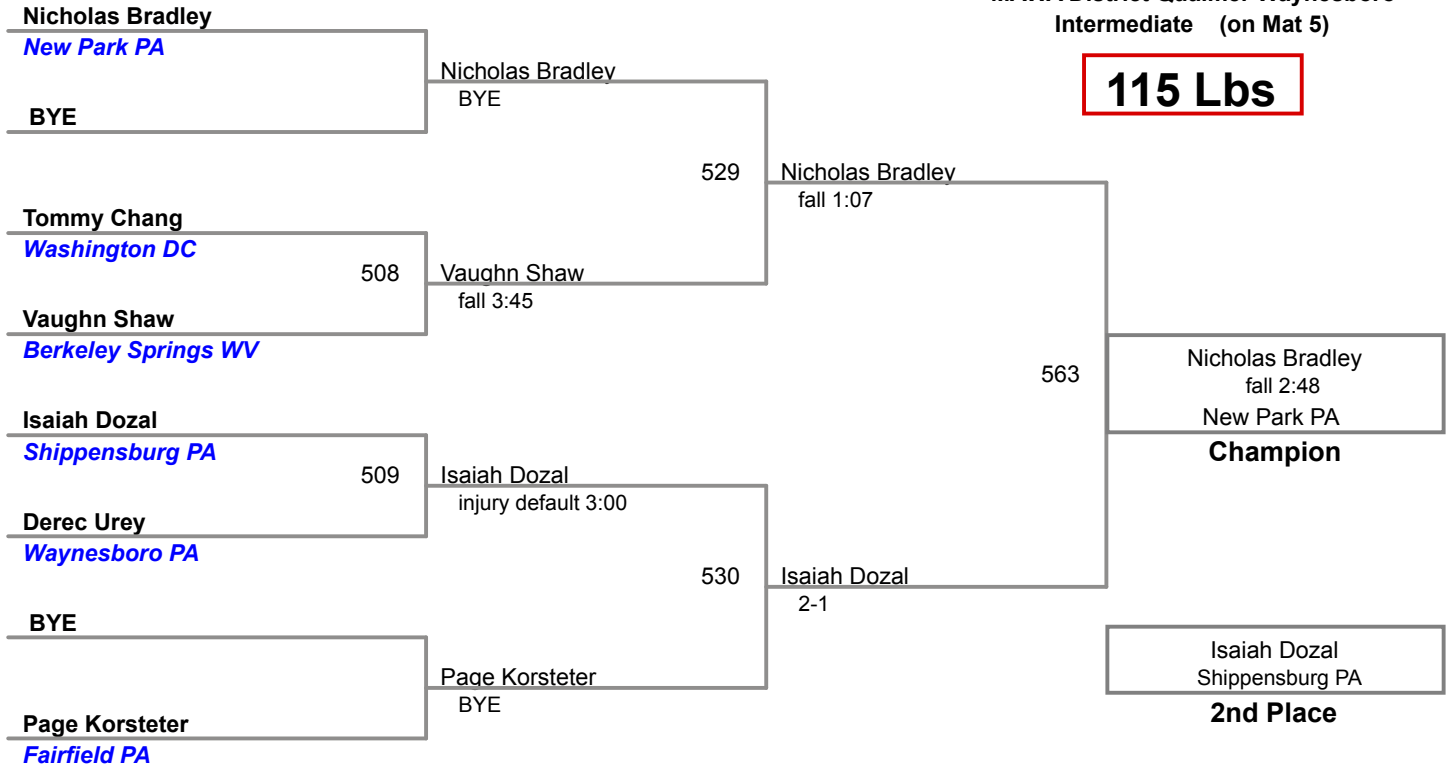 Intermediate (on Mat 5)
115 Lbs
Nicholas Bradley
New Park PA
BYE
Tommy Chang
Washington DC
Vaughn Shaw
Berkeley Springs WV
Isaiah Dozal
Shippensburg PA
Derec Urey
Waynesboro PA
BYE
Page Korsteter
Fairfield PA
Nicholas Bradley
BYE
508
Vaughn Shaw
fall 3:45
509
Isaiah Dozal
injury default 3:00
Page Korsteter
BYE
529
Nicholas Bradley
fall 1:07
530
Isaiah Dozal
2-1
563
Nicholas Bradley
fall 2:48
New Park PA
Champion
Isaiah Dozal
Shippensburg PA
2nd Place